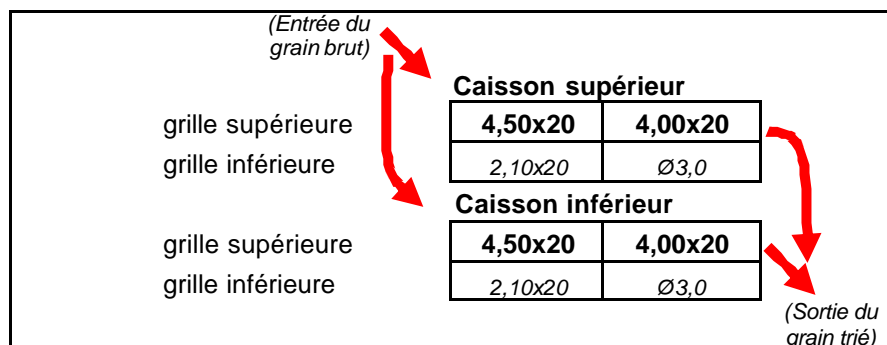 (Entrée du
grain brut)
Caisson supérieur
grille supérieure 4,50x20 4,00x20
grille inférieure 2,10x20 Ø3,0
Caisson inférieur
grille supérieure 4,50x20 4,00x20
grille inférieure 2,10x20 Ø3,0
(Sortie du
grain trié)